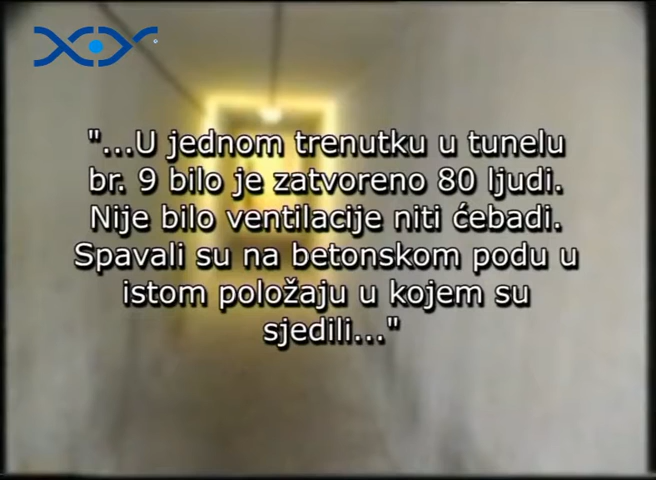 "...U jednom trenutku u tunelu
br. 9 bilo je zatvoreno 80 ljudi.
Nije bilo ventilacije niti ćebadi.
Spavali su na betonskom podu u
istom položaju u kojem su
sjedili..."